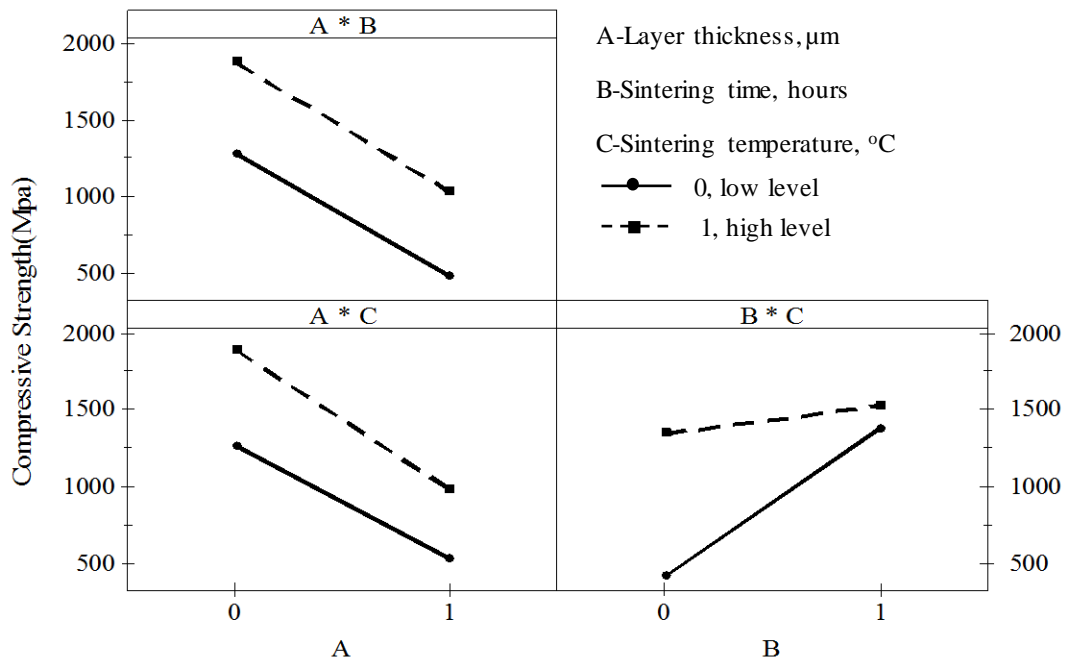 A * B
2000
1500
1000
500
A-Layer thickness, µm
B-Sintering time, hours
C-Sintering temperature, °C
0, low level
1, high level
Compressive Strength(Mpa)
A * C
B * C
2000
1500
1000
500
2000
1500
1000
500
0
1
0
1
A
B